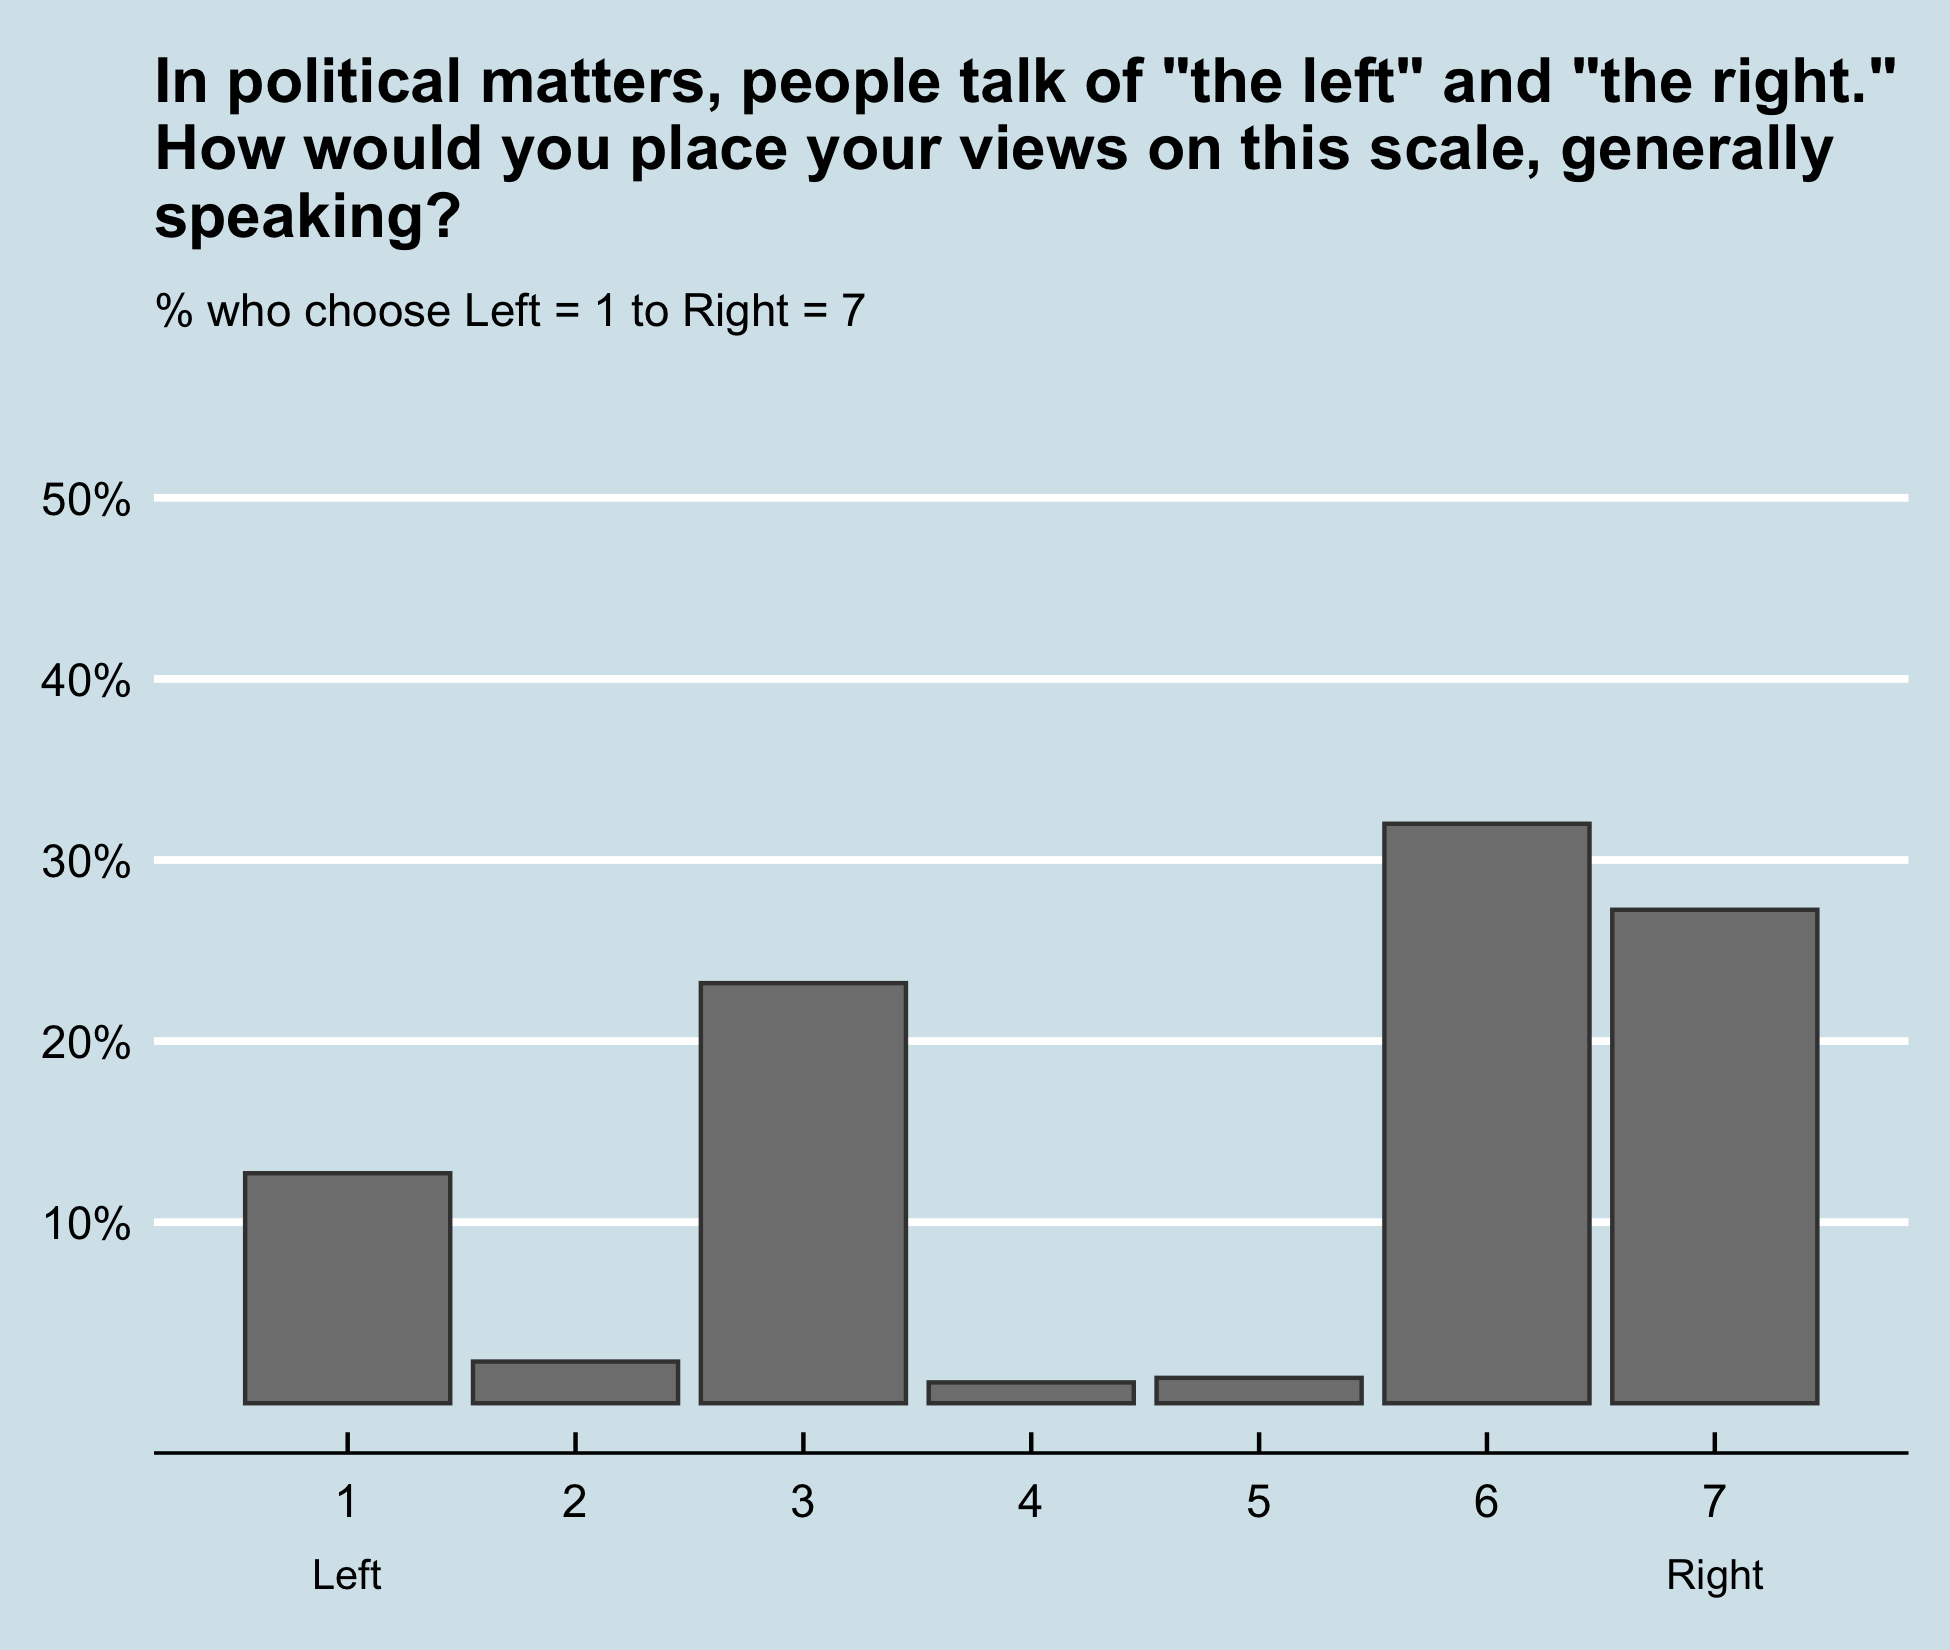 In political matters, people talk of "the left" and "the right."
How would you place your views on this scale, generally
speaking?
% who choose Left = 1 to Right = 7
50%
40%
30%
20%
10%
1 2 3 4 5 6 7
Left Right